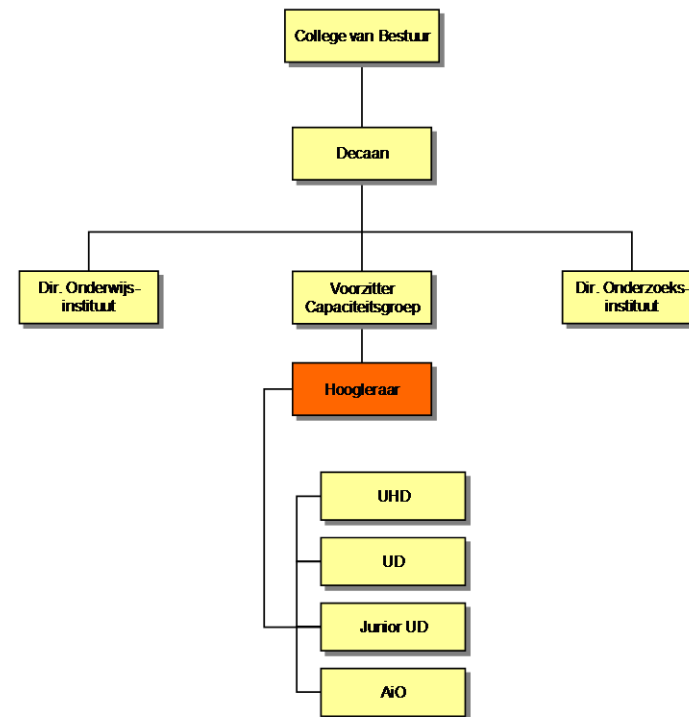 College van Bestuur
Decaan
Dir. Onderwijs-
instituut
Voorzitter
Capaciteitsgroep
Dir. Onderzoeks-
instituut
Hoogleraar
UHD
UD
Junior UD
AiO